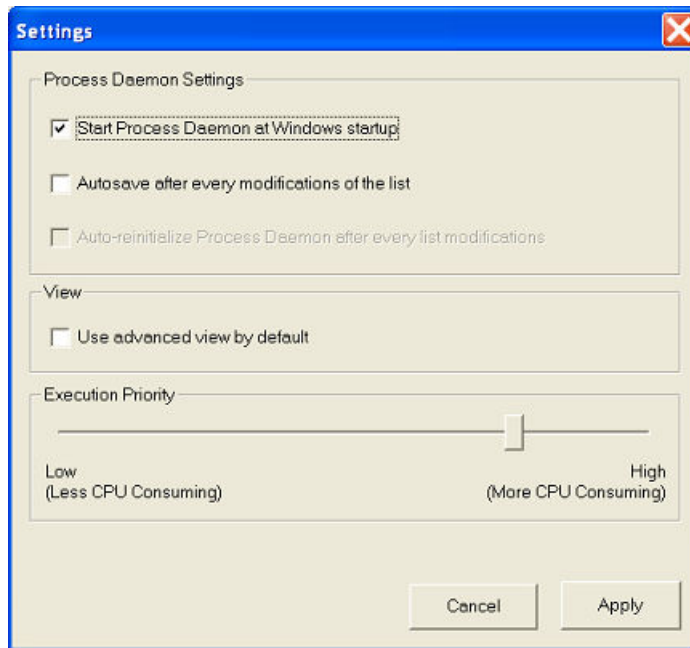 Settings
Process Daemon Settings
Start Process Daemon at Windows startup
Autosave after every modifications of the list
Auto-reinitialize Process Daemon after every list modifications
View
Use advanced view by default
Execution Priority
Low
(Less CPU Consuming)
High
(More CPU Consuming)
Cancel
Apply